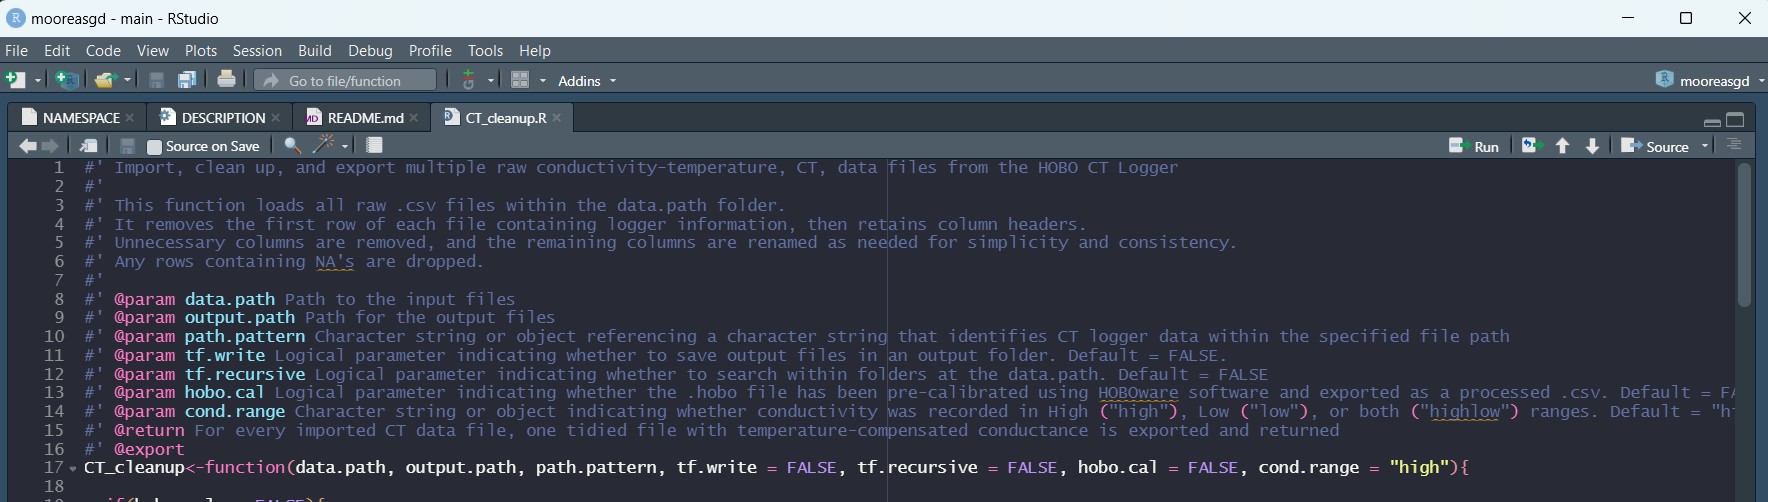 mooreasgd - main - RStudio
File Edit Code View Plots Session Build Debug Profile Tools Help
Go to file/function Addins mooreasgd
NAMESPACE DESCRIPTION README.md CT_cleanup.R
Source on Save Run Source
1 #' Import, clean up, and export multiple raw conductivity-temperature, CT, data files from the HOBO CT Logger
2 #'
3 #' This function loads all raw .csv files within the data.path folder.
4 #' It removes the first row of each file containing logger information, then retains column headers.
5 #' Unnecessary columns are removed, and the remaining columns are renamed as needed for simplicity and consistency.
6 #' Any rows containing NA's are dropped.
7 #'
8 #' @param data.path Path to the input files
9 #' @param output.path Path for the output files
10 #' @param path.pattern Character string or object referencing a character string that identifies CT logger data within the specified file path
11 #' @param tf.write Logical parameter indicating whether to save output files in an output folder. Default = FALSE.
12 #' @param tf.recursive Logical parameter indicating whether to search within folders at the data.path. Default = FALSE
13 #' @param hobo.cal Logical parameter indicating whether the .hobo file has been pre-calibrated using HOBOware software and exported as a processed .csv. Default =
14 #' @param cond.range Character string or object indicating whether conductivity was recorded in High ("high"), Low ("low"), or both ("highlow") ranges. Default =
15 #' @return For every imported CT data file, one tidied file with temperature-compensated conductance is exported and returned
16 #' @export
17 CT_cleanup<-function(data.path, output.path, path.pattern, tf.write = FALSE, tf.recursive = FALSE, hobo.cal = FALSE, cond.range = "high"){
18